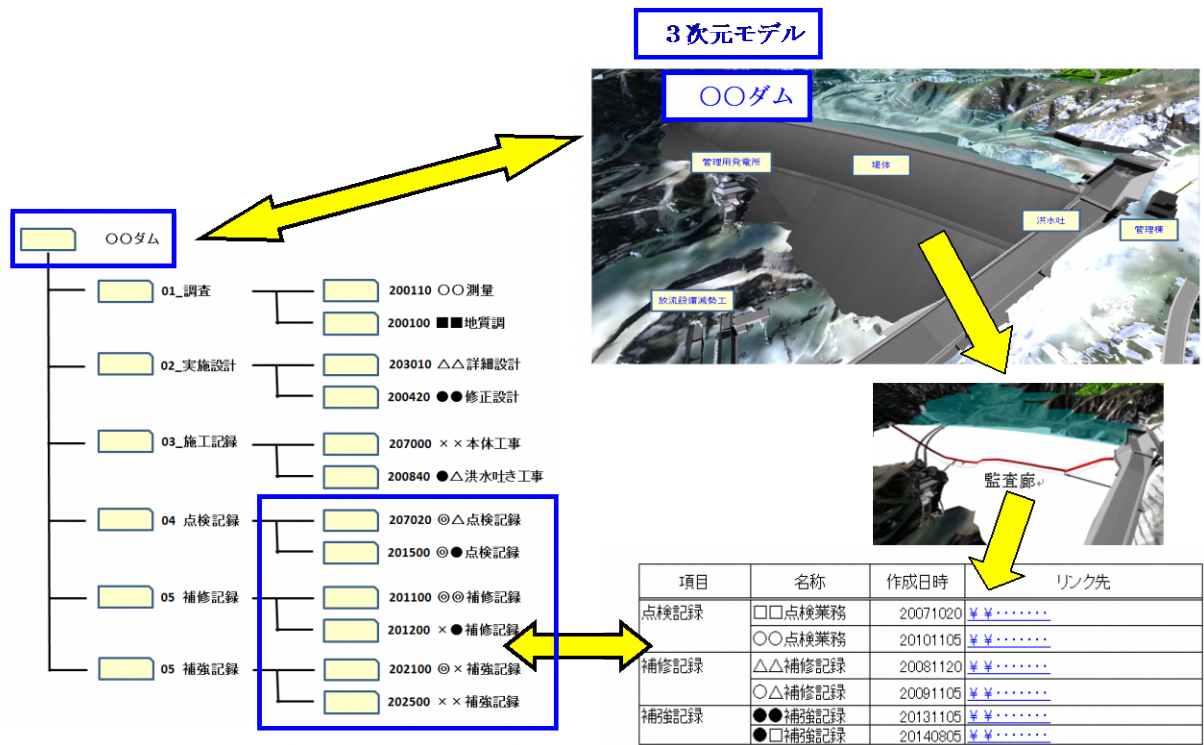 3次元モデル
〇〇ダム
管理用発電所
堤体
洪水吐
管理棟
放流設備減勢工
〇〇ダム
01_調査
200110 〇〇測量
200100 ■■地質調
02_実施設計
203010 △△詳細設計
200420 ●●修正設計
03_施工記録
207000 ××本体工事
200840 ●△洪水吐き工事
04 点検記録
207020 ◎△点検記録
201500 ◎●点検記録
05 補修記録
201100 ◎◎補修記録
201200 ×●補修記録
05 補強記録
202100 ◎×補強記録
202500 ××補強記録
監査廊
項目 名称 作成日時 リンク先
点検記録 □□点検業務 20071020 ¥¥・・・・・・・
〇〇点検業務 20101105 ¥¥・・・・・・・
補修記録 △△補修記録 20081120 ¥¥・・・・・・・
〇△補修記録 20091105 ¥¥・・・・・・・
補強記録 ●●補強記録 20131105 ¥¥・・・・・・・
●□補強記録 20140805 ¥¥・・・・・・・